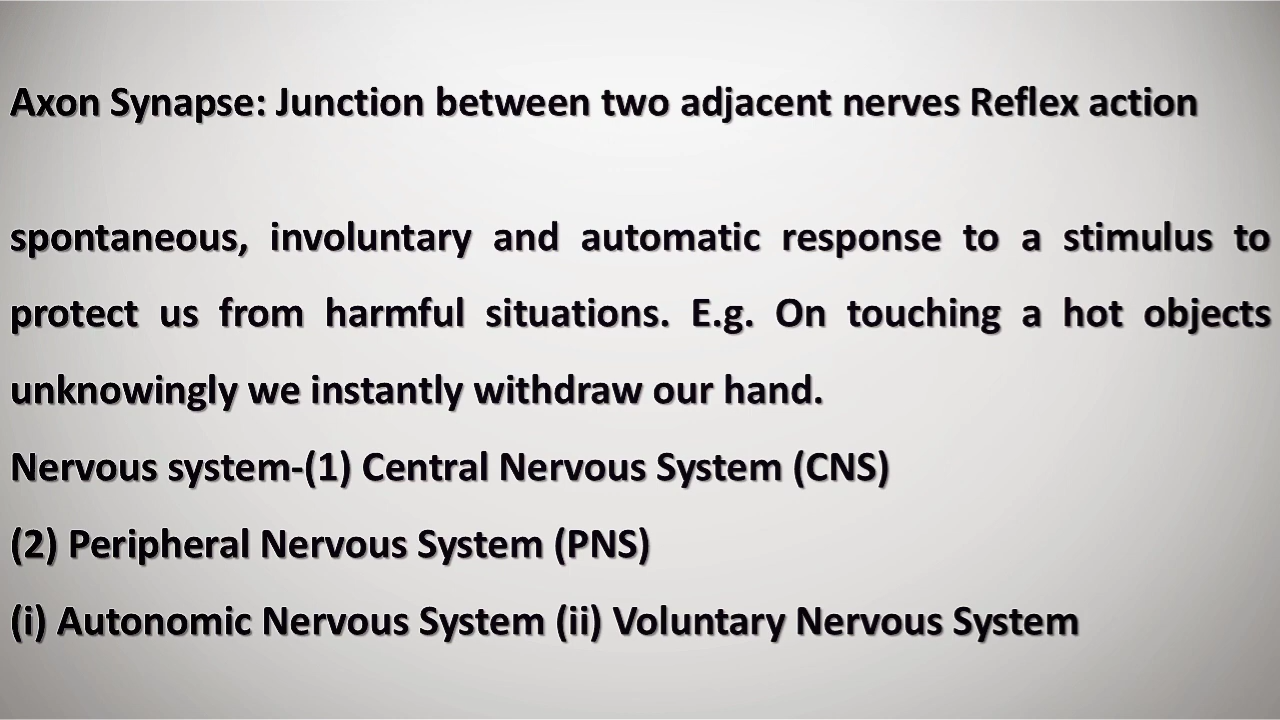 Axon Synapse: Junction between two adjacent nerves Reflex action
spontaneous, involuntary and automatic response to a stimulus to
protect us from harmful situations. E.g. On touching a hot objects
unknowingly we instantly withdraw our hand.
Nervous system-(1) Central Nervous System (CNS)
(2) Peripheral Nervous System (PNS)
(i) Autonomic Nervous System (ii) Voluntary Nervous System